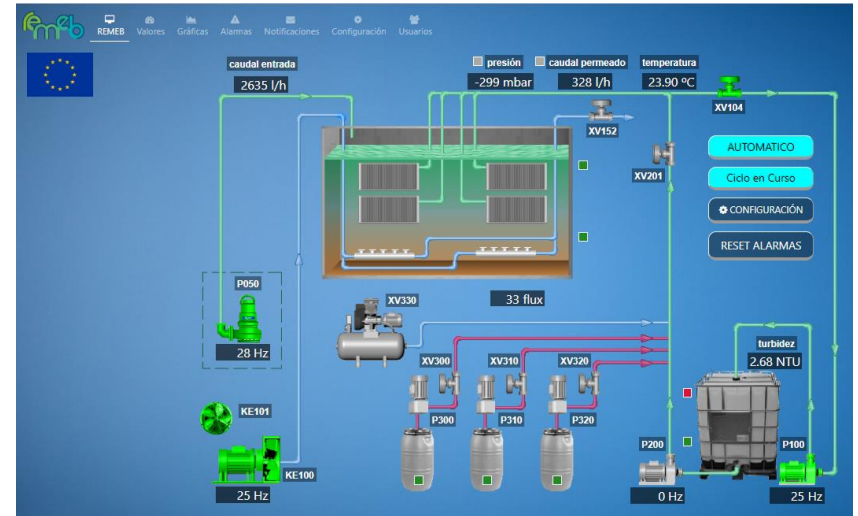 remeb
REMEB
Valores
Gráficas
Alarmas
Notificaciones
Configuración
Usuarios
caudal entrada
2635 l/h
presión
-299 mbar
caudal permeado
328 l/h
temperatura
23.90 ºC
XV104
XV152
XV201
AUTOMATICO
Ciclo en Curso
CONFIGURACIÓN
RESET ALARMAS
P050
28 Hz
XV330
33 flux
XV300
XV310
XV320
turbidez
2.68 NTU
KE101
P300
P310
P320
P200
P100
KE100
25 Hz
0 Hz
25 Hz